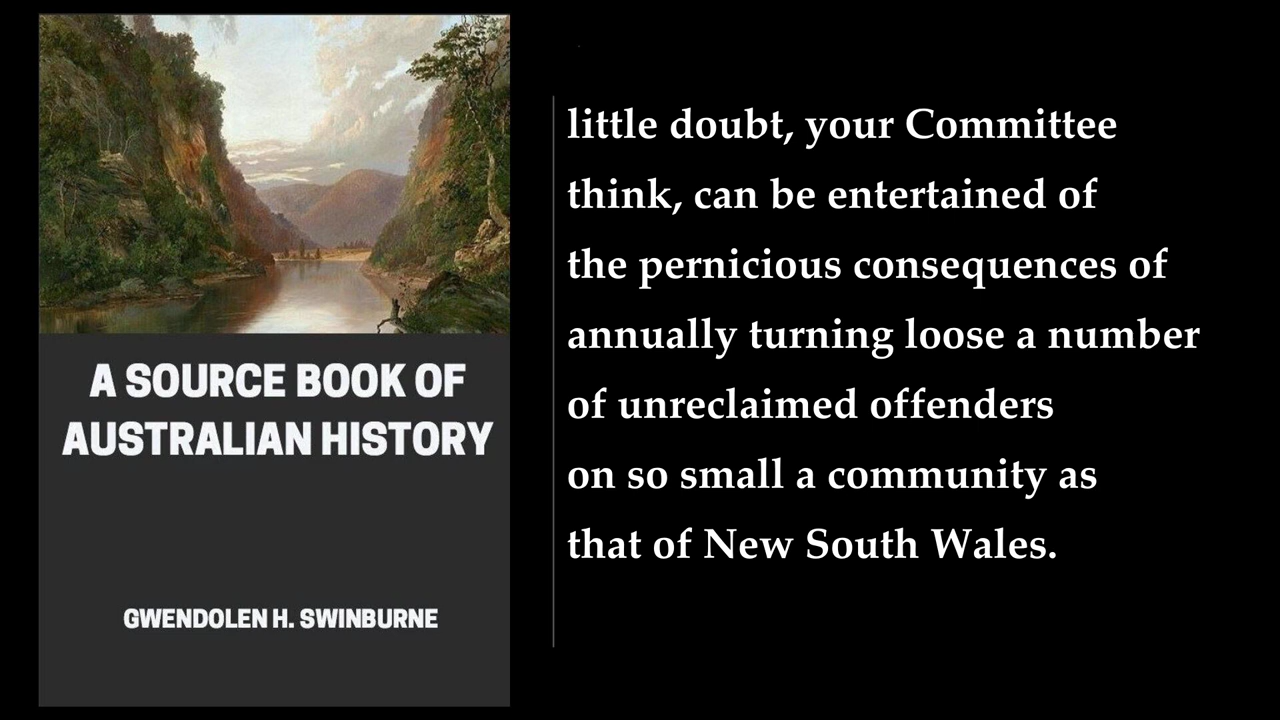 A SOURCE BOOK OF
AUSTRALIAN HISTORY
GWENDOLEN H. SWINBURNE
little doubt, your Committee
think, can be entertained of
the pernicious consequences of
annually turning loose a number
of unreclaimed offenders
on so small a community as
that of New South Wales.